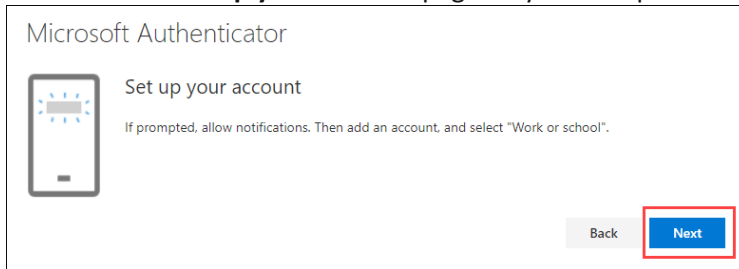 Microsoft Authenticator
Set up your account
If prompted, allow notifications. Then add an account, and select "Work or school".
Back Next